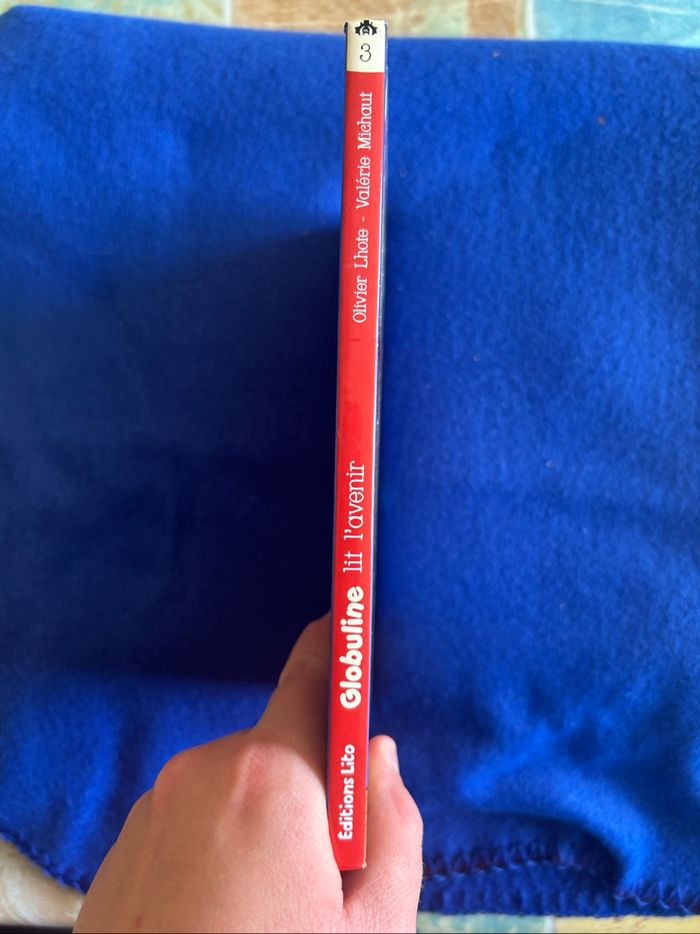 Editions Lito
Globuline lit l'avenir
Olivier Lhote - Valérie Michaut
3